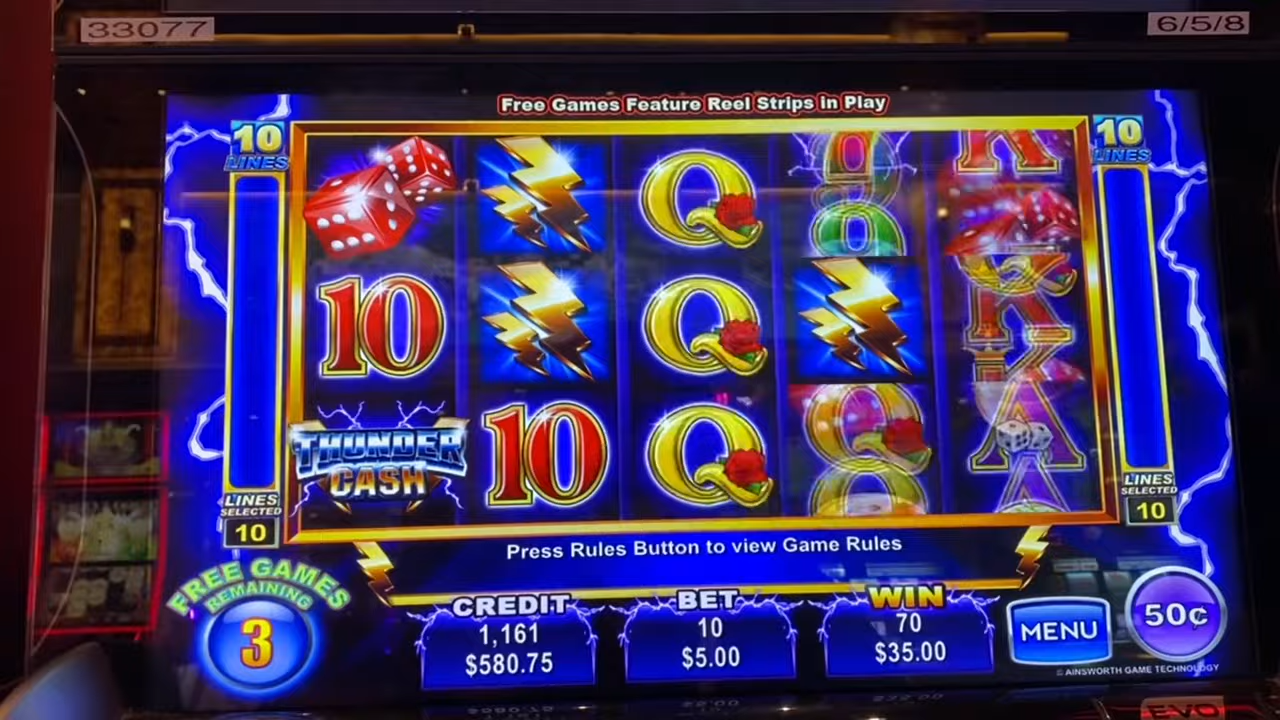 33077
6/5/8
Free Games Feature Reel Strips in Play
10
LINES
10
LINES
Q
K
10
Q
K
THUNDER
CASH
10
Q
Q
A
LINES
SELECTED
10
LINES
SELECTED
10
Press Rules Button to view Game Rules
FREE GAMES
REMAINING
3
CREDIT
1,161
$580.75
BET
10
$5.00
WIN
70
$35.00
MENU
50¢
© AINSWORTH GAME TECHNOLOGY
EVO